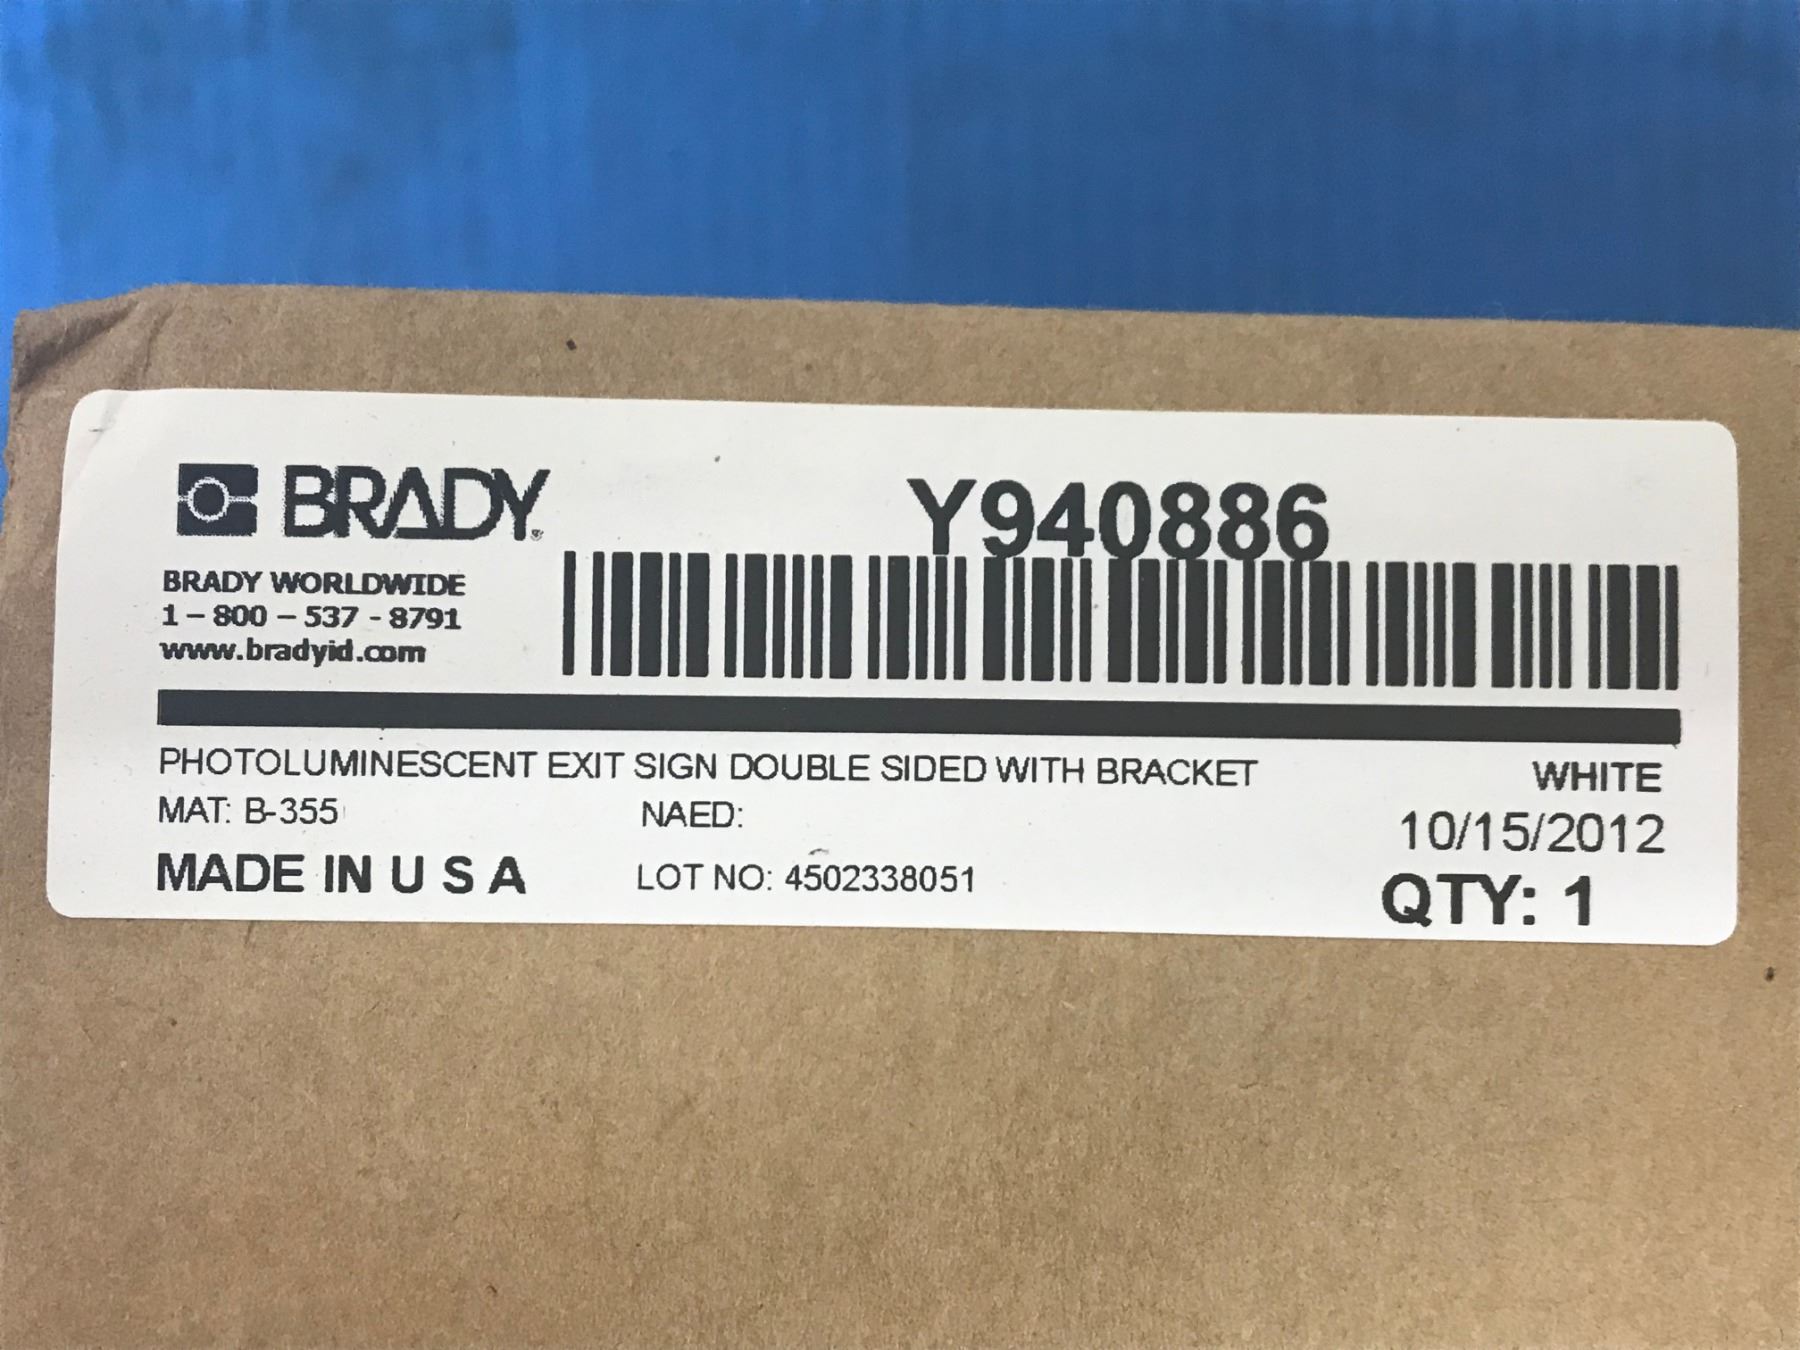 BRADY®
Y940886
BRADY WORLDWIDE
1 - 800 - 537 - 8791
www.bradyid.com
PHOTOLUMINESCENT EXIT SIGN DOUBLE SIDED WITH BRACKET
WHITE
MAT: B-355
NAED:
10/15/2012
MADE IN U S A
LOT NO: 4502338051
QTY: 1